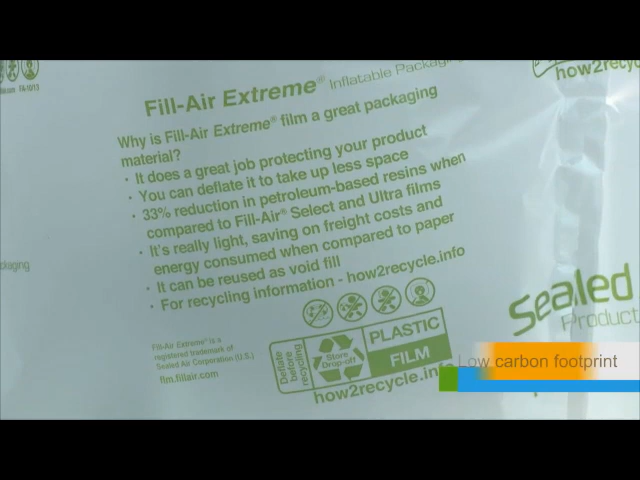 FA-10/13
how2recycle
Fill-Air Extreme® Inflatable Packaging
Why is Fill-Air Extreme® film a great packaging
material?
· It does a great job protecting your product
· You can deflate it to take up less space
· 33% reduction in petroleum-based resins when
compared to Fill-Air® Select and Ultra films
· It's really light, saving on freight costs and
energy consumed when compared to paper
· It can be reused as void fill
· For recycling information - how2recycle.info
Fill-Air Extreme® is a
registered trademark of
Sealed Air Corporation (U.S.)
flm.fillair.com
Deflate
before
recycling
Store
Drop-off
PLASTIC
FILM
how2recycle.info
Sealed
Product
Low carbon footprint